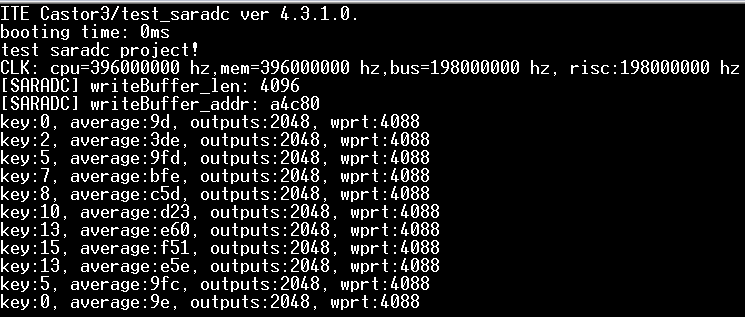 ITE Castor3/test_saradc ver 4.3.1.0.
booting time: 0ms
test saradc project!
CLK: cpu=396000000 hz,mem=396000000 hz,bus=198000000 hz, risc:198000000 hz
[SARADC] writeBuffer_len: 4096
[SARADC] writeBuffer_addr: a4c80
key:0, average:9d, outputs:2048, wprt:4088
key:2, average:3de, outputs:2048, wprt:4088
key:5, average:9fd, outputs:2048, wprt:4088
key:7, average:bfe, outputs:2048, wprt:4088
key:8, average:c5d, outputs:2048, wprt:4088
key:10, average:d23, outputs:2048, wprt:4088
key:13, average:e60, outputs:2048, wprt:4088
key:15, average:f51, outputs:2048, wprt:4088
key:13, average:e5e, outputs:2048, wprt:4088
key:5, average:9fc, outputs:2048, wprt:4088
key:0, average:9e, outputs:2048, wprt:4088